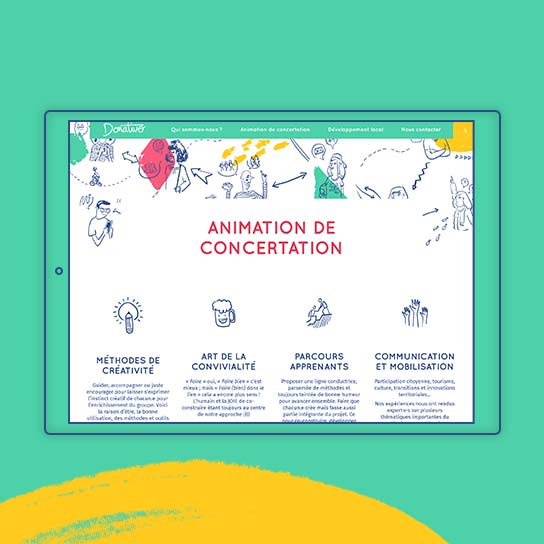 Donativo
Qui sommes-nous ? Animation de concertation Développement local Nous contacter
ANIMATION DE
CONCERTATION
MÉTHODES DE
CRÉATIVITÉ
Guider, accompagner ou juste
encourager pour laisser s'exprimer
l'instinct créatif de chacun.e pour
l'enrichissement du groupe. Voici
la raison d'être, la bonne
utilisation, des méthodes et outils
ART DE LA
CONVIVIALITÉ
« Faire » oui, « Faire bien » c'est
mieux ; mais « Faire (bien) dans le
lien » cela a encore plus sens !
L'humain et la JOIE de co-
construire étant toujours au centre
de notre approche (8)
PARCOURS
APPRENANTS
Proposer une ligne conductrice,
parsemée de méthodes et
toujours teintée de bonne humeur
pour avancer ensemble. Faire que
chacun.e crée mais fasse aussi
partie intégrante du projet. Ce
COMMUNICATION
ET MOBILISATION
Participation citoyenne, tourisme,
culture, transitions et innovations
territoriales...
Nos expériences nous ont rendus
expert·e·s sur plusieurs
thématiques importantes du